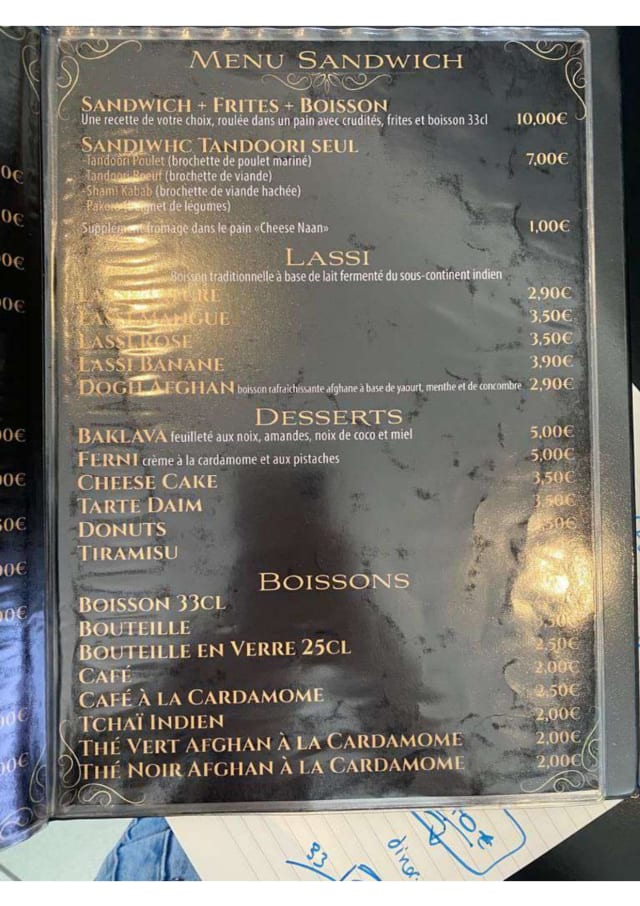 MENU SANDWICH
SANDWICH + FRITES + BOISSON
Une recette de votre choix, roulée dans un pain avec crudités, frites et boisson 33cl 10,00€
SANDIWHC TANDOORI SEUL
-Tandoori Poulet (brochette de poulet mariné) 7,00€
-Tandoori Boeuf (brochette de viande)
-Shami Kabab (brochette de viande hachée)
légumes)
Supplément fromage dans le pain «Cheese Naan» 1,00€
LASSI
Boisson traditionnelle à base de lait fermenté du sous-continent indien
LASSI 2,90€
LASSI MANGUE 3,50€
LASSI ROSE 3,50€
LASSI BANANE 3,90€
DOGH AFGHAN boisson rafraîchissante afghane à base de yaourt, menthe et de concombre 2,90€
DESSERTS
BAKLAVA feuilleté aux noix, amandes, noix de coco et miel 5,00€
FERNI crème à la cardamome et aux pistaches 5,00€
CHEESE CAKE 3,50€
TARTE DAIM 3,50€
DONUTS
TIRAMISU
BOISSONS
BOISSON 33CL
BOUTEILLE
BOUTEILLE EN VERRE 25CL 2,50€
CAFÉ 2,00€
CAFÉ À LA CARDAMOME 2,50€
TCHAÏ INDIEN 2,00€
THÉ VERT AFGHAN À LA CARDAMOME 2,00€
THÉ NOIR AFGHAN À LA CARDAMOME 2,00€
33